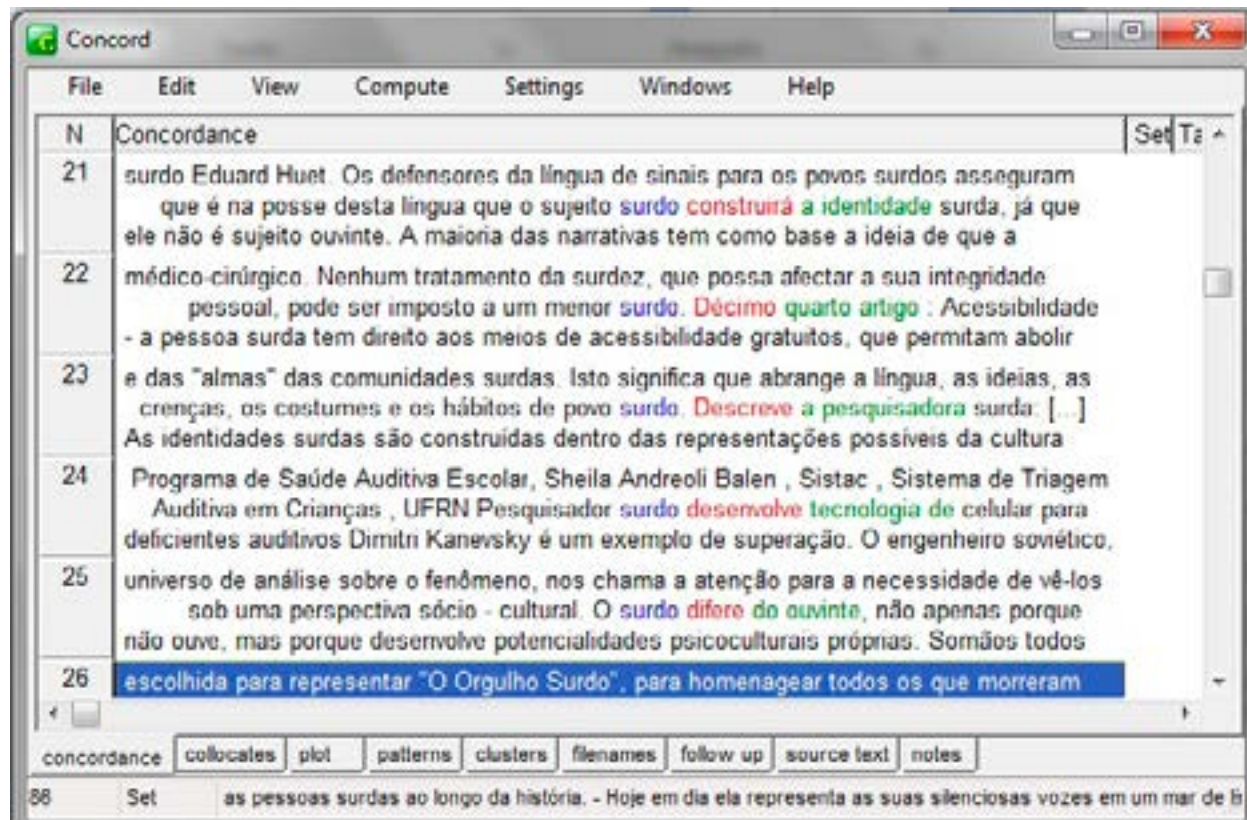 Concord
File Edit View Compute Settings Windows Help
N Concordance Set Ta
21 surdo Eduard Huet. Os defensores da língua de sinais para os povos surdos asseguram
que é na posse desta língua que o sujeito surdo construirá a identidade surda, já que
ele não é sujeito ouvinte. A maioria das narrativas tem como base a ideia de que a
22 médico-cirúrgico. Nenhum tratamento da surdez, que possa afectar a sua integridade
pessoal, pode ser imposto a um menor surdo. Décimo quarto artigo : Acessibilidade
- a pessoa surda tem direito aos meios de acessibilidade gratuitos, que permitam abolir
23 e das "almas" das comunidades surdas. Isto significa que abrange a língua, as ideias, as
crenças, os costumes e os hábitos de povo surdo. Descreve a pesquisadora surda: [...]
As identidades surdas são construídas dentro das representações possíveis da cultura
24 Programa de Saúde Auditiva Escolar, Sheila Andreoli Balen , Sistac , Sistema de Triagem
Auditiva em Crianças , UFRN Pesquisador surdo desenvolve tecnologia de celular para
deficientes auditivos Dimitri Kanevsky é um exemplo de superação. O engenheiro soviético,
25 universo de análise sobre o fenômeno, nos chama a atenção para a necessidade de vê-los
sob uma perspectiva sócio - cultural. O surdo difere do ouvinte, não apenas porque
não ouve, mas porque desenvolve potencialidades psicoculturais próprias. Somãos todos
26 escolhida para representar "O Orgulho Surdo", para homenagear todos os que morreram
concordance collocates plot patterns clusters filenames follow up source text notes
86 Set as pessoas surdas ao longo da história. - Hoje em dia ela representa as suas silenciosas vozes em um mar de